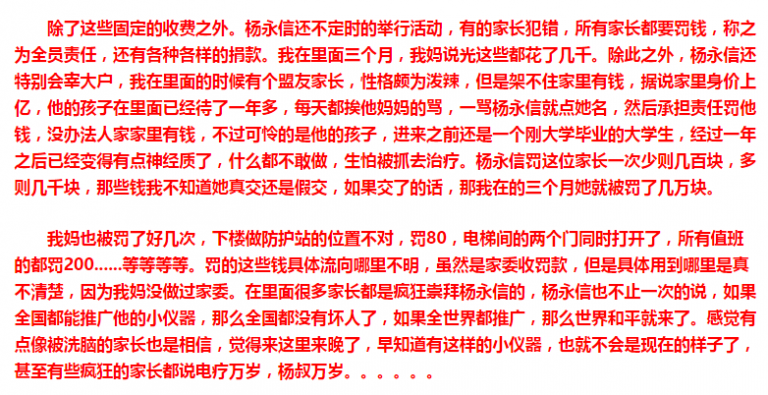 除了这些固定的收费之外。杨永信还不定时的举行活动，有的家长犯错，所有家长都要罚钱，称之
为全员责任，还有各种各样的捐款。我在里面三个月，我妈说光这些都花了几千。除此之外，杨永信还
特别会宰大户，我在里面的时候有个盟友家长，性格颇为泼辣，但是架不住家里有钱，据说家里身价上
亿，他的孩子在里面已经待了一年多，每天都挨他妈妈的骂，一骂杨永信就点她名，然后承担责任罚他
钱，没办法人家家里有钱，不过可怜的是他的孩子，进来之前还是一个刚大学毕业的大学生，经过一年
之后已经变得有点神经质了，什么都不敢做，生怕被抓去治疗。杨永信罚这位家长一次少则几百块，多
则几千块，那些钱我不知道她真交还是假交，如果交了的话，那我在的三个月她就被罚了几万块。
我妈也被罚了好几次，下楼做防护站的位置不对，罚80，电梯间的两个门同时打开了，所有值班
的都罚200......等等等等。罚的这些钱具体流向哪里不明，虽然是家委收罚款，但是具体用到哪里是真
不清楚，因为我妈没做过家委。在里面很多家长都是疯狂崇拜杨永信的，杨永信也不止一次的说，如果
全国都能推广他的小仪器，那么全国都没有坏人了，如果全世界都推广，那么世界和平就来了。感觉有
点像被洗脑的家长也是相信，觉得来这里来晚了，早知道有这样的小仪器，也就不会是现在的样子了，
甚至有些疯狂的家长都说电疗万岁，杨叔万岁。。。。。。